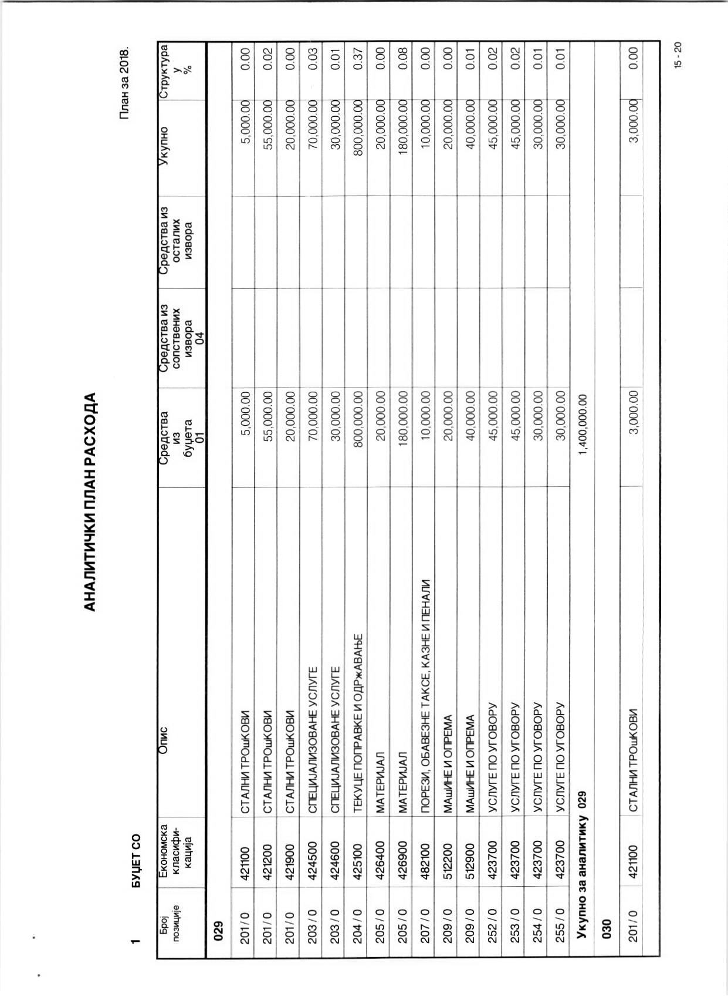 АНАЛИТИЧКИ ПЛАН РАСХОДА
План за 2018.
1 БУЏЕТ СО
Број позиције | Економска класифи-кација | Опис | Средства из буџета 01 | Средства из сопствених извора 04 | Средства из осталих извора | Укупно | Структура у %
029
201 / 0 421100 СТАЛНИ ТРОшКОВИ 5,000.00 5,000.00 0.00
201 / 0 421200 СТАЛНИ ТРОшКОВИ 55,000.00 55,000.00 0.02
201 / 0 421900 СТАЛНИ ТРОшКОВИ 20,000.00 20,000.00 0.00
203 / 0 424500 СПЕЦИЈАЛИЗОВАНЕ УСЛУГЕ 70,000.00 70,000.00 0.03
203 / 0 424600 СПЕЦИЈАЛИЗОВАНЕ УСЛУГЕ 30,000.00 30,000.00 0.01
204 / 0 425100 ТЕКУЦЕ ПОПРАВКЕ И ОДРжАВАЊЕ 800,000.00 800,000.00 0.37
205 / 0 426400 МАТЕРИЈАЛ 20,000.00 20,000.00 0.00
205 / 0 426900 МАТЕРИЈАЛ 180,000.00 180,000.00 0.08
207 / 0 482100 ПОРЕЗИ, ОБАВЕЗНЕ ТАКСЕ, КАЗНЕ И ПЕНАЛИ 10,000.00 10,000.00 0.00
209 / 0 512200 МАшИНЕ И ОПРЕМА 20,000.00 20,000.00 0.00
209 / 0 512900 МАшИНЕ И ОПРЕМА 40,000.00 40,000.00 0.01
252 / 0 423700 УСЛУГЕ ПО УГОВОРУ 45,000.00 45,000.00 0.02
253 / 0 423700 УСЛУГЕ ПО УГОВОРУ 45,000.00 45,000.00 0.02
254 / 0 423700 УСЛУГЕ ПО УГОВОРУ 30,000.00 30,000.00 0.01
255 / 0 423700 УСЛУГЕ ПО УГОВОРУ 30,000.00 30,000.00 0.01
Укупно за аналитику 029 1,400,000.00
030
201 / 0 421100 СТАЛНИ ТРОшКОВИ 3,000.00 3,000.00 0.00
15 - 20